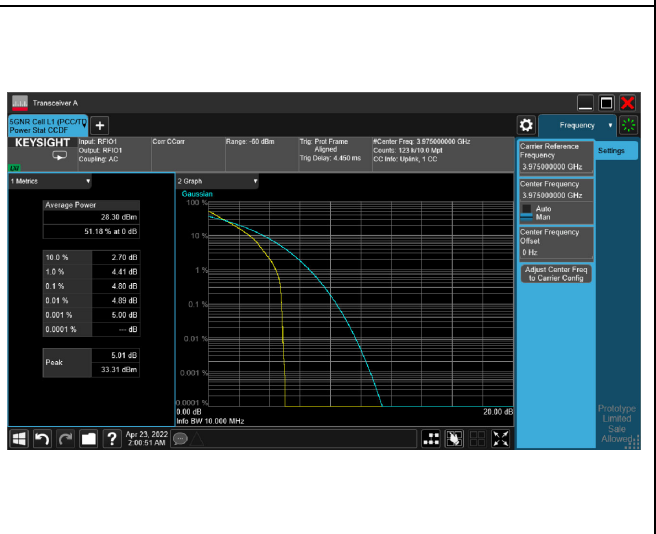 Transceiver A
5GNR Cell L1 (PCC/TD
Power Stat CCDF
KEYSIGHT
Input: RFIO1
Output: RFIO1
Coupling: AC
Corr CCorr
Range: -60 dBm
Trig: Prot Frame
Aligned
Trig Delay: 4.450 ms
#Center Freq: 3.975000000 GHz
Counts: 123 k/10.0 Mpt
CC Info: Uplink, 1 CC
Frequency
Settings
Carrier Reference
Frequency
3.975000000 GHz
Center Frequency
3.975000000 GHz
Auto
Man
Center Frequency
Offset
0 Hz
Adjust Center Freq
to Carrier Config
1 Metrics
Average Power
28.30 dBm
51.18 % at 0 dB
10.0 % 2.70 dB
1.0 % 4.41 dB
0.1 % 4.80 dB
0.01 % 4.89 dB
0.001 % 5.00 dB
0.0001 % --- dB
Peak
5.01 dB
33.31 dBm
2 Graph
Gaussian
100 %
10 %
1 %
0.1 %
0.01 %
0.001 %
0.0001 %
0.00 dB 20.00 dB
Info BW 10.000 MHz
Prototype
Limited
Sale
Allowed
Apr 23, 2022
2:00:51 AM